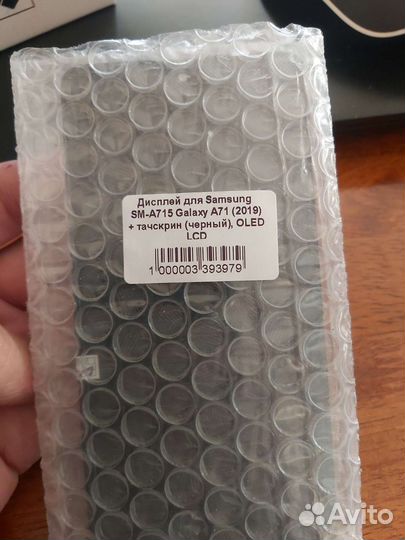 Дисплей для Samsung
SM-A715 Galaxy A71 (2019)
+ тачскрин (черный), OLED
LCD
1 000003 393979
Avito